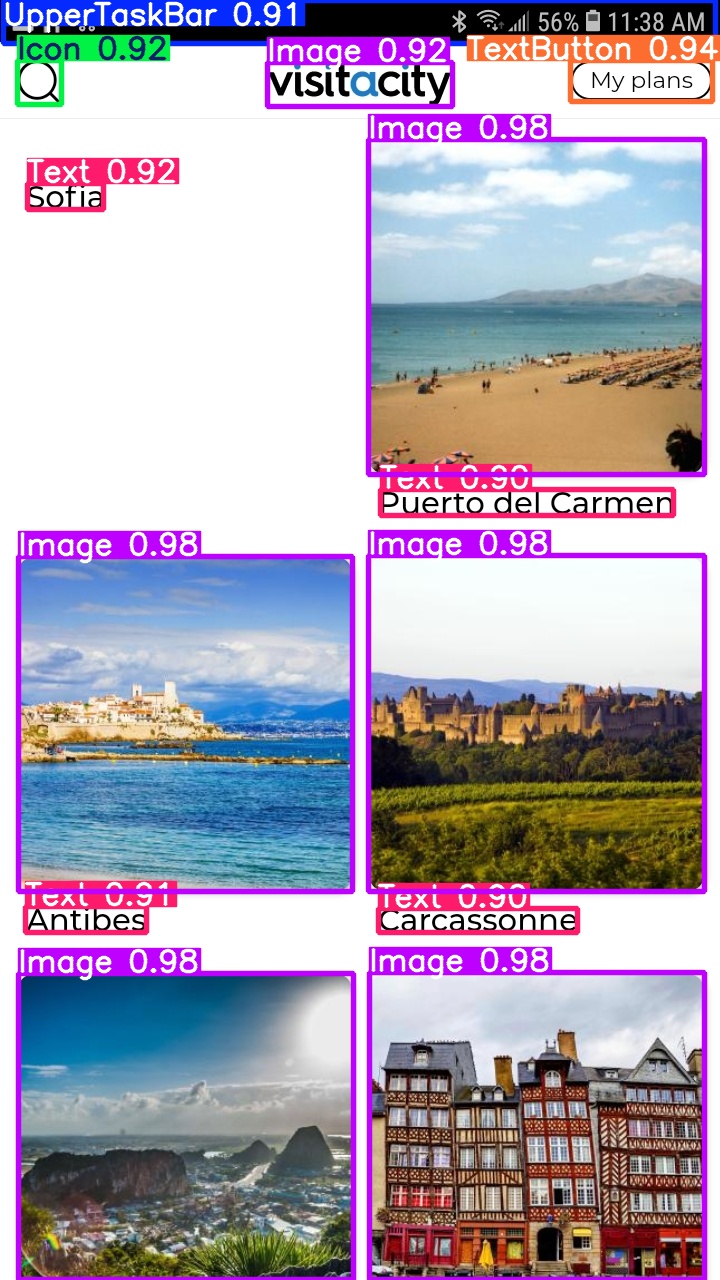 UpperTaskBar 0.91
56% 11:38 AM
Icon 0.92
Image 0.92
TextButton 0.94
visitacity
My plans
Image 0.98
Text 0.92
Sofia
Text 0.90
Puerto del Carmen
Image 0.98
Image 0.98
Text 0.91
Text 0.90
Antibes
Carcassonne
Image 0.98
Image 0.98